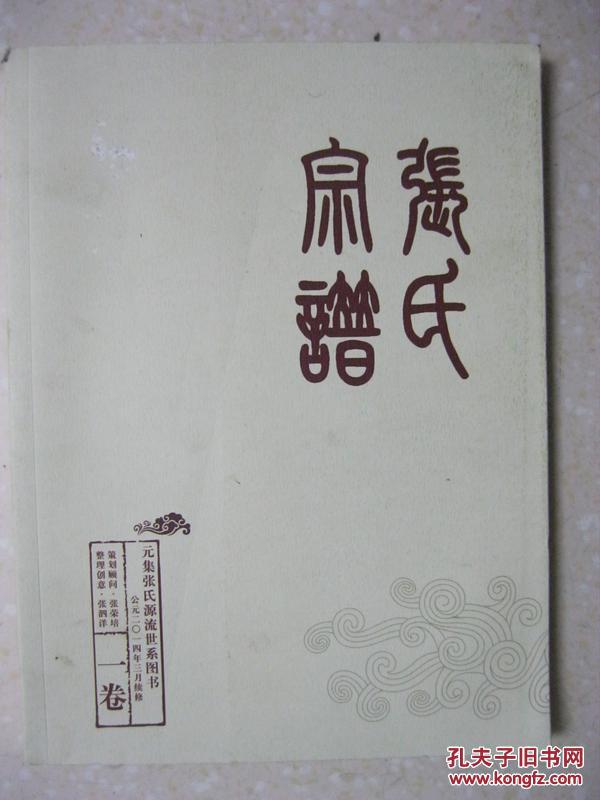 張氏
宗譜
元集张氏源流世系图书
公元二〇一四年三月续修
策划顾问·张荣培
整理创意·张泗洋
一卷
孔夫子旧书网
www.kongfz.com